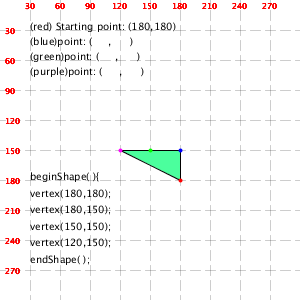 30 60 90 120 150 180 210 240 270
30
(red) Starting point: (180,180)
(blue)point: ( , )
(green)point: ( , )
60
(purple)point: ( , )
90
120
150
180
beginShape(){
vertex(180,180);
vertex(180,150);
210
vertex(150,150);
240
vertex(120,150);
endShape();
270